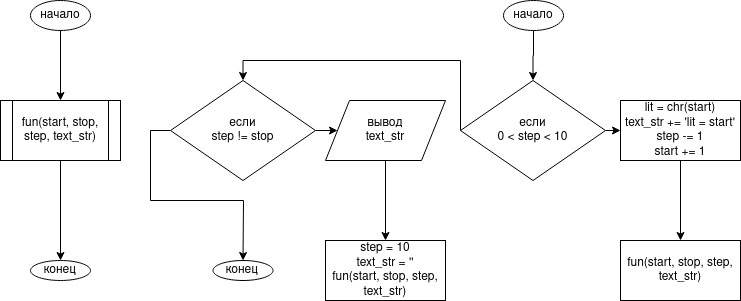 начало
fun(start, stop,
step, text_str)
конец
начало
если
0 < step < 10
lit = chr(start)
text_str += 'lit = start'
step -= 1
start += 1
fun(start, stop, step,
text_str)
если
step != stop
вывод
text_str
step = 10
text_str = ''
fun(start, stop, step,
text_str)
конец